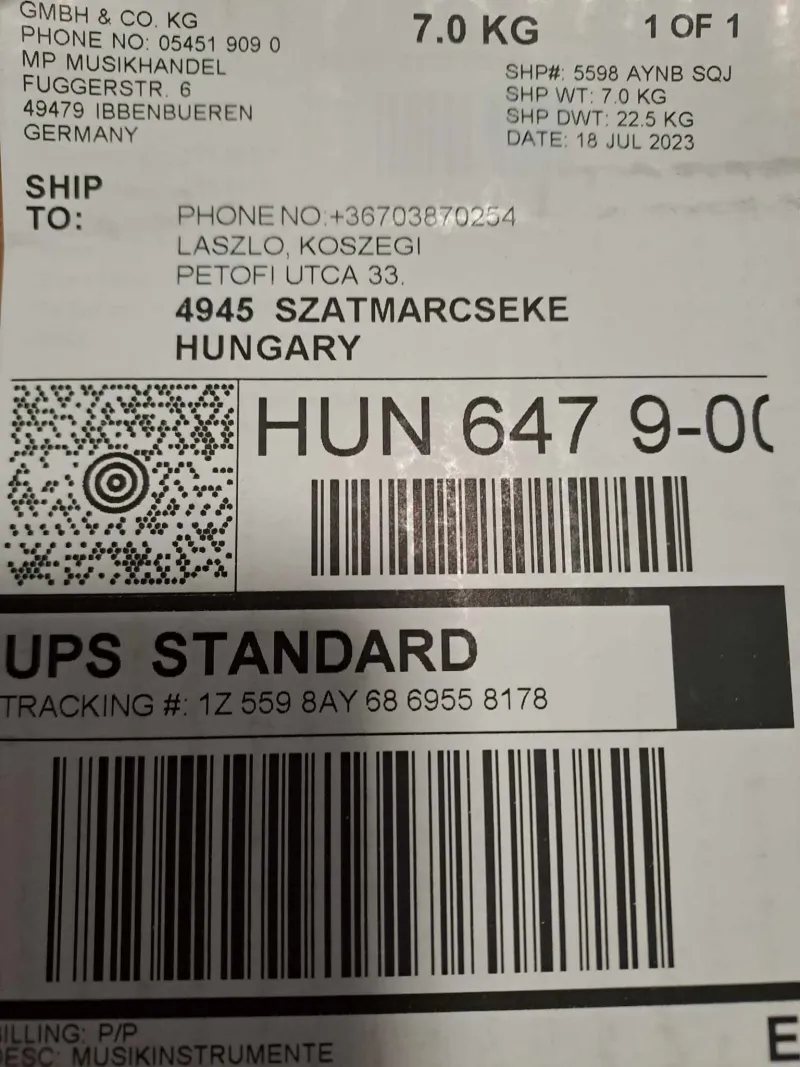 GMBH & CO. KG
PHONE NO: 05451 909 0
MP MUSIKHANDEL
FUGGERSTR. 6
49479 IBBENBUEREN
GERMANY
7.0 KG
1 OF 1
SHP#: 5598 AYNB SQJ
SHP WT: 7.0 KG
SHP DWT: 22.5 KG
DATE: 18 JUL 2023
SHIP
TO:
PHONE NO:+36703870254
LASZLO, KOSZEGI
PETOFI UTCA 33.
4945 SZATMARCSEKE
HUNGARY
HUN 647 9-0
UPS STANDARD
TRACKING #: 1Z 559 8AY 68 6955 8178
ILLING: P/P
ESC: MUSIKINSTRUMENTE
E